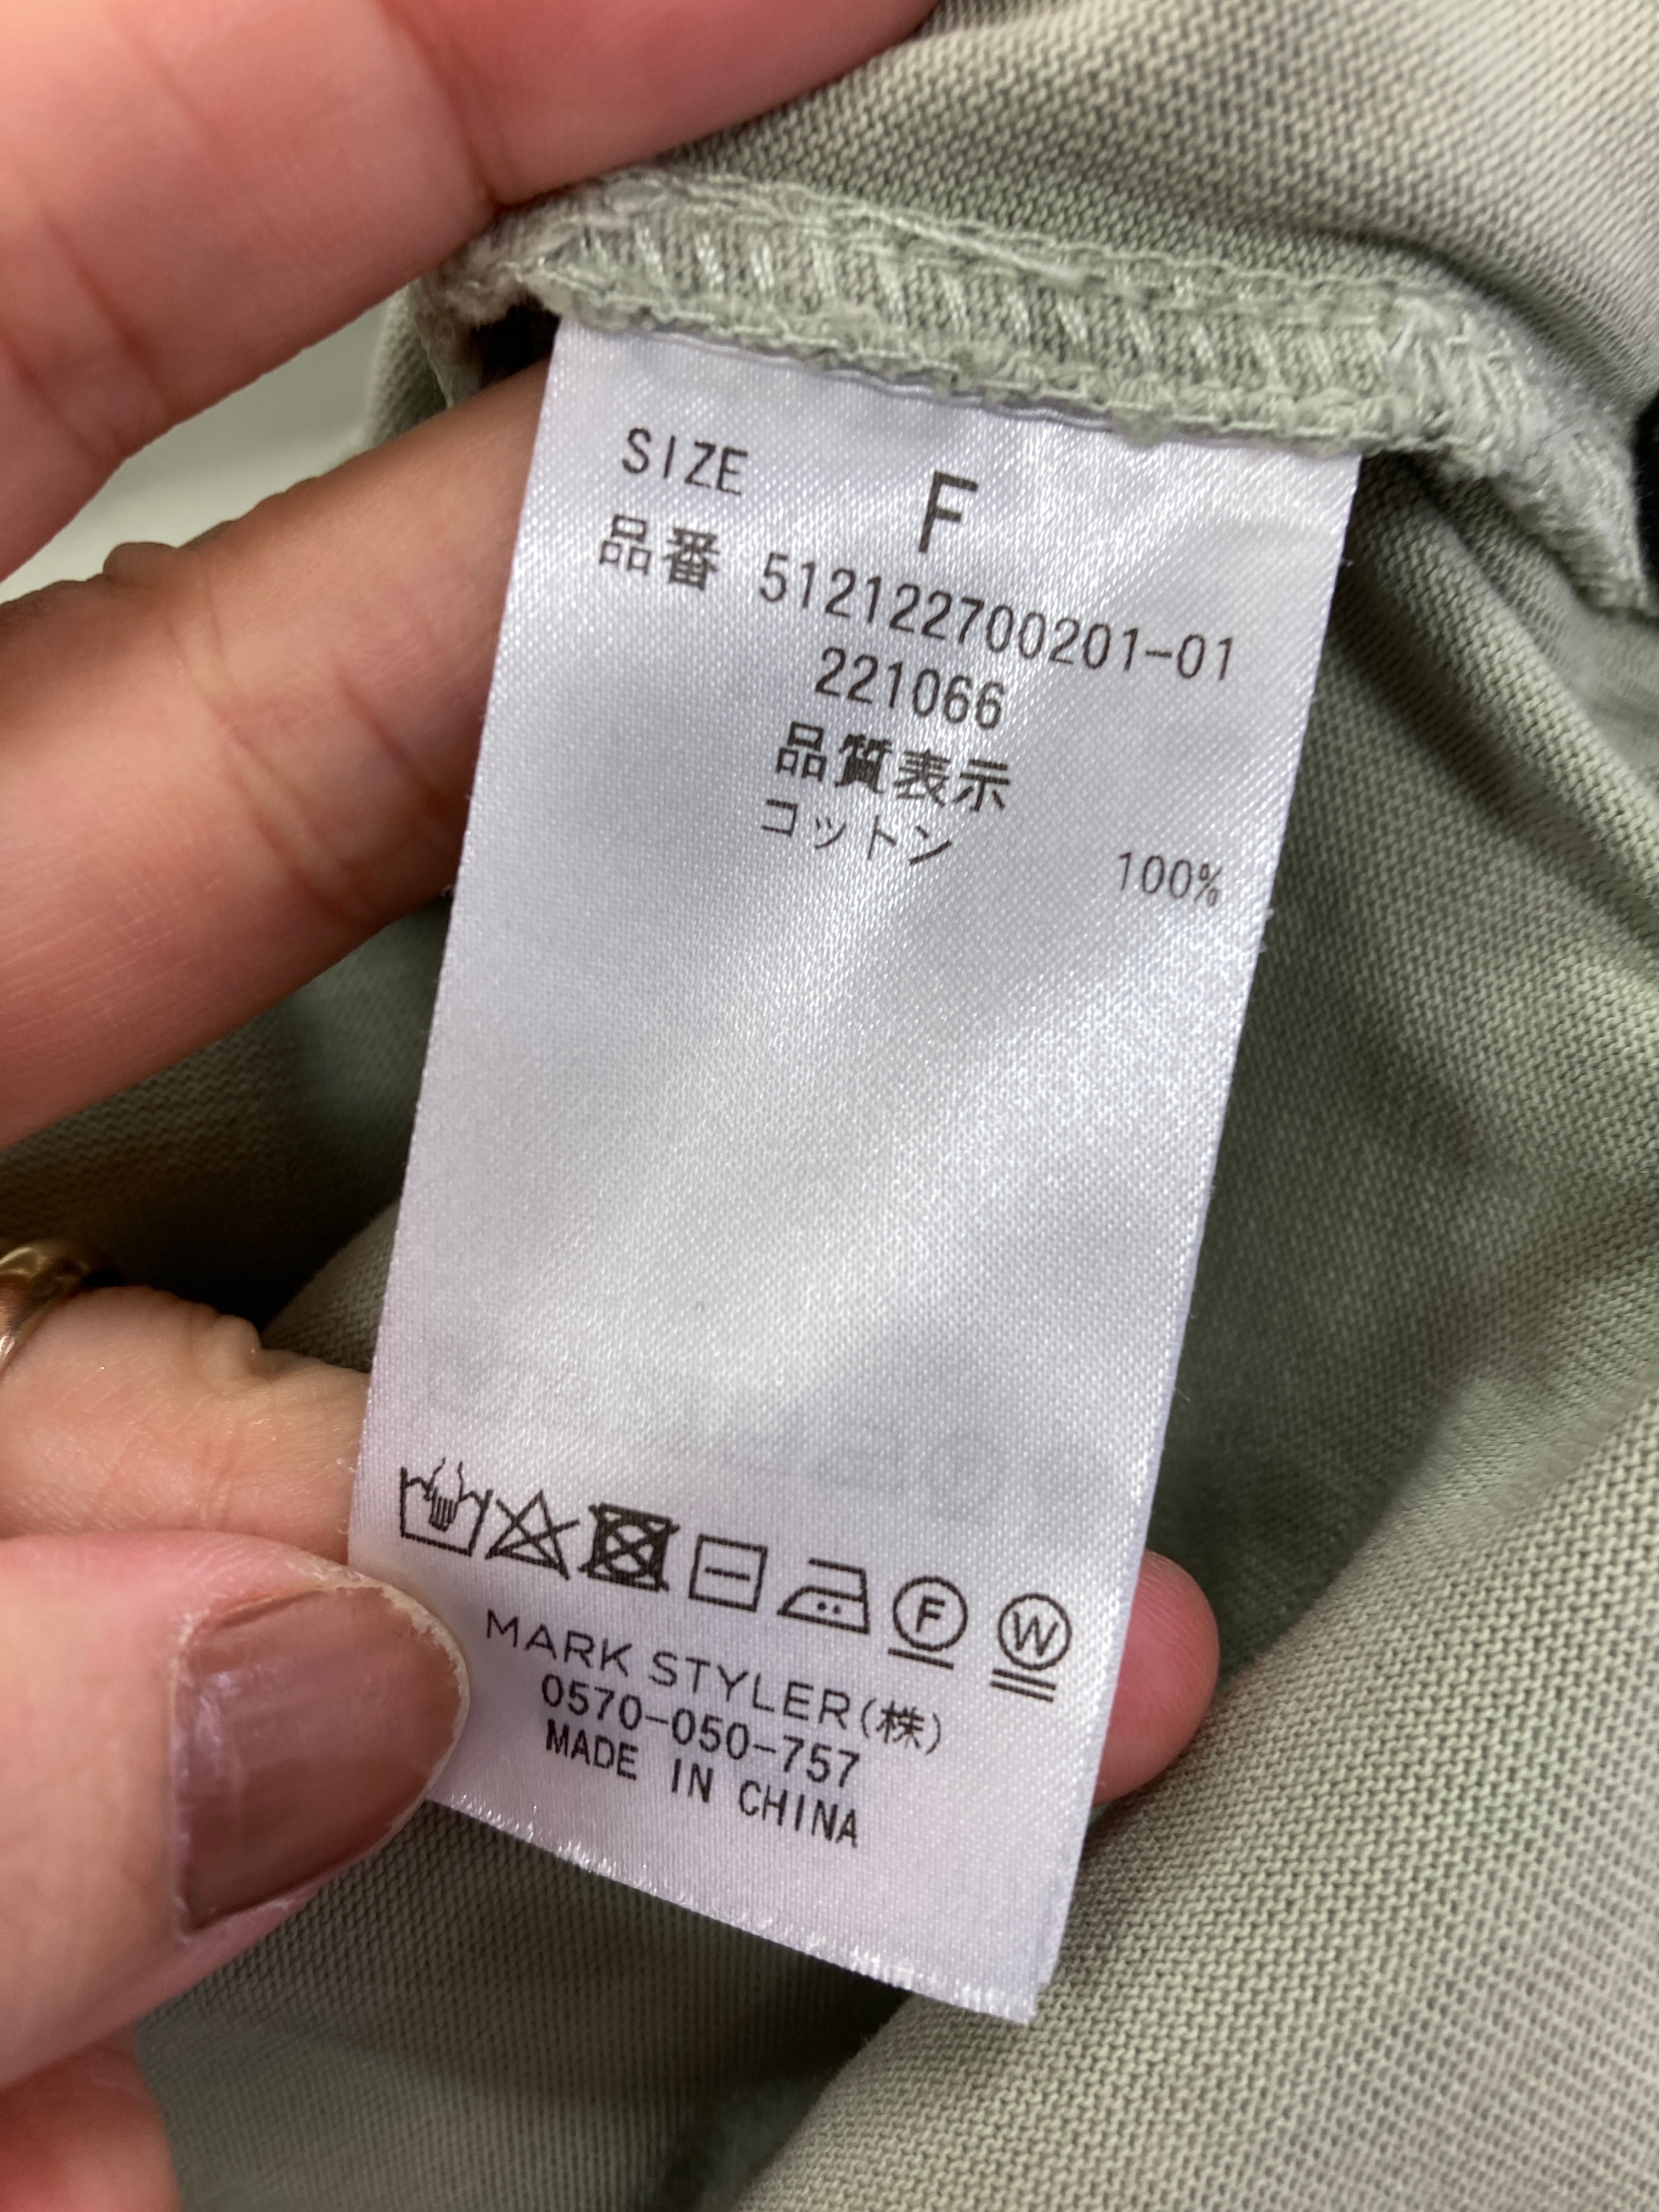 SIZE F
品番 512122700201-01
221066
品質表示
コットン 100%
F W
MARK STYLER(株)
0570-050-757
MADE IN CHINA